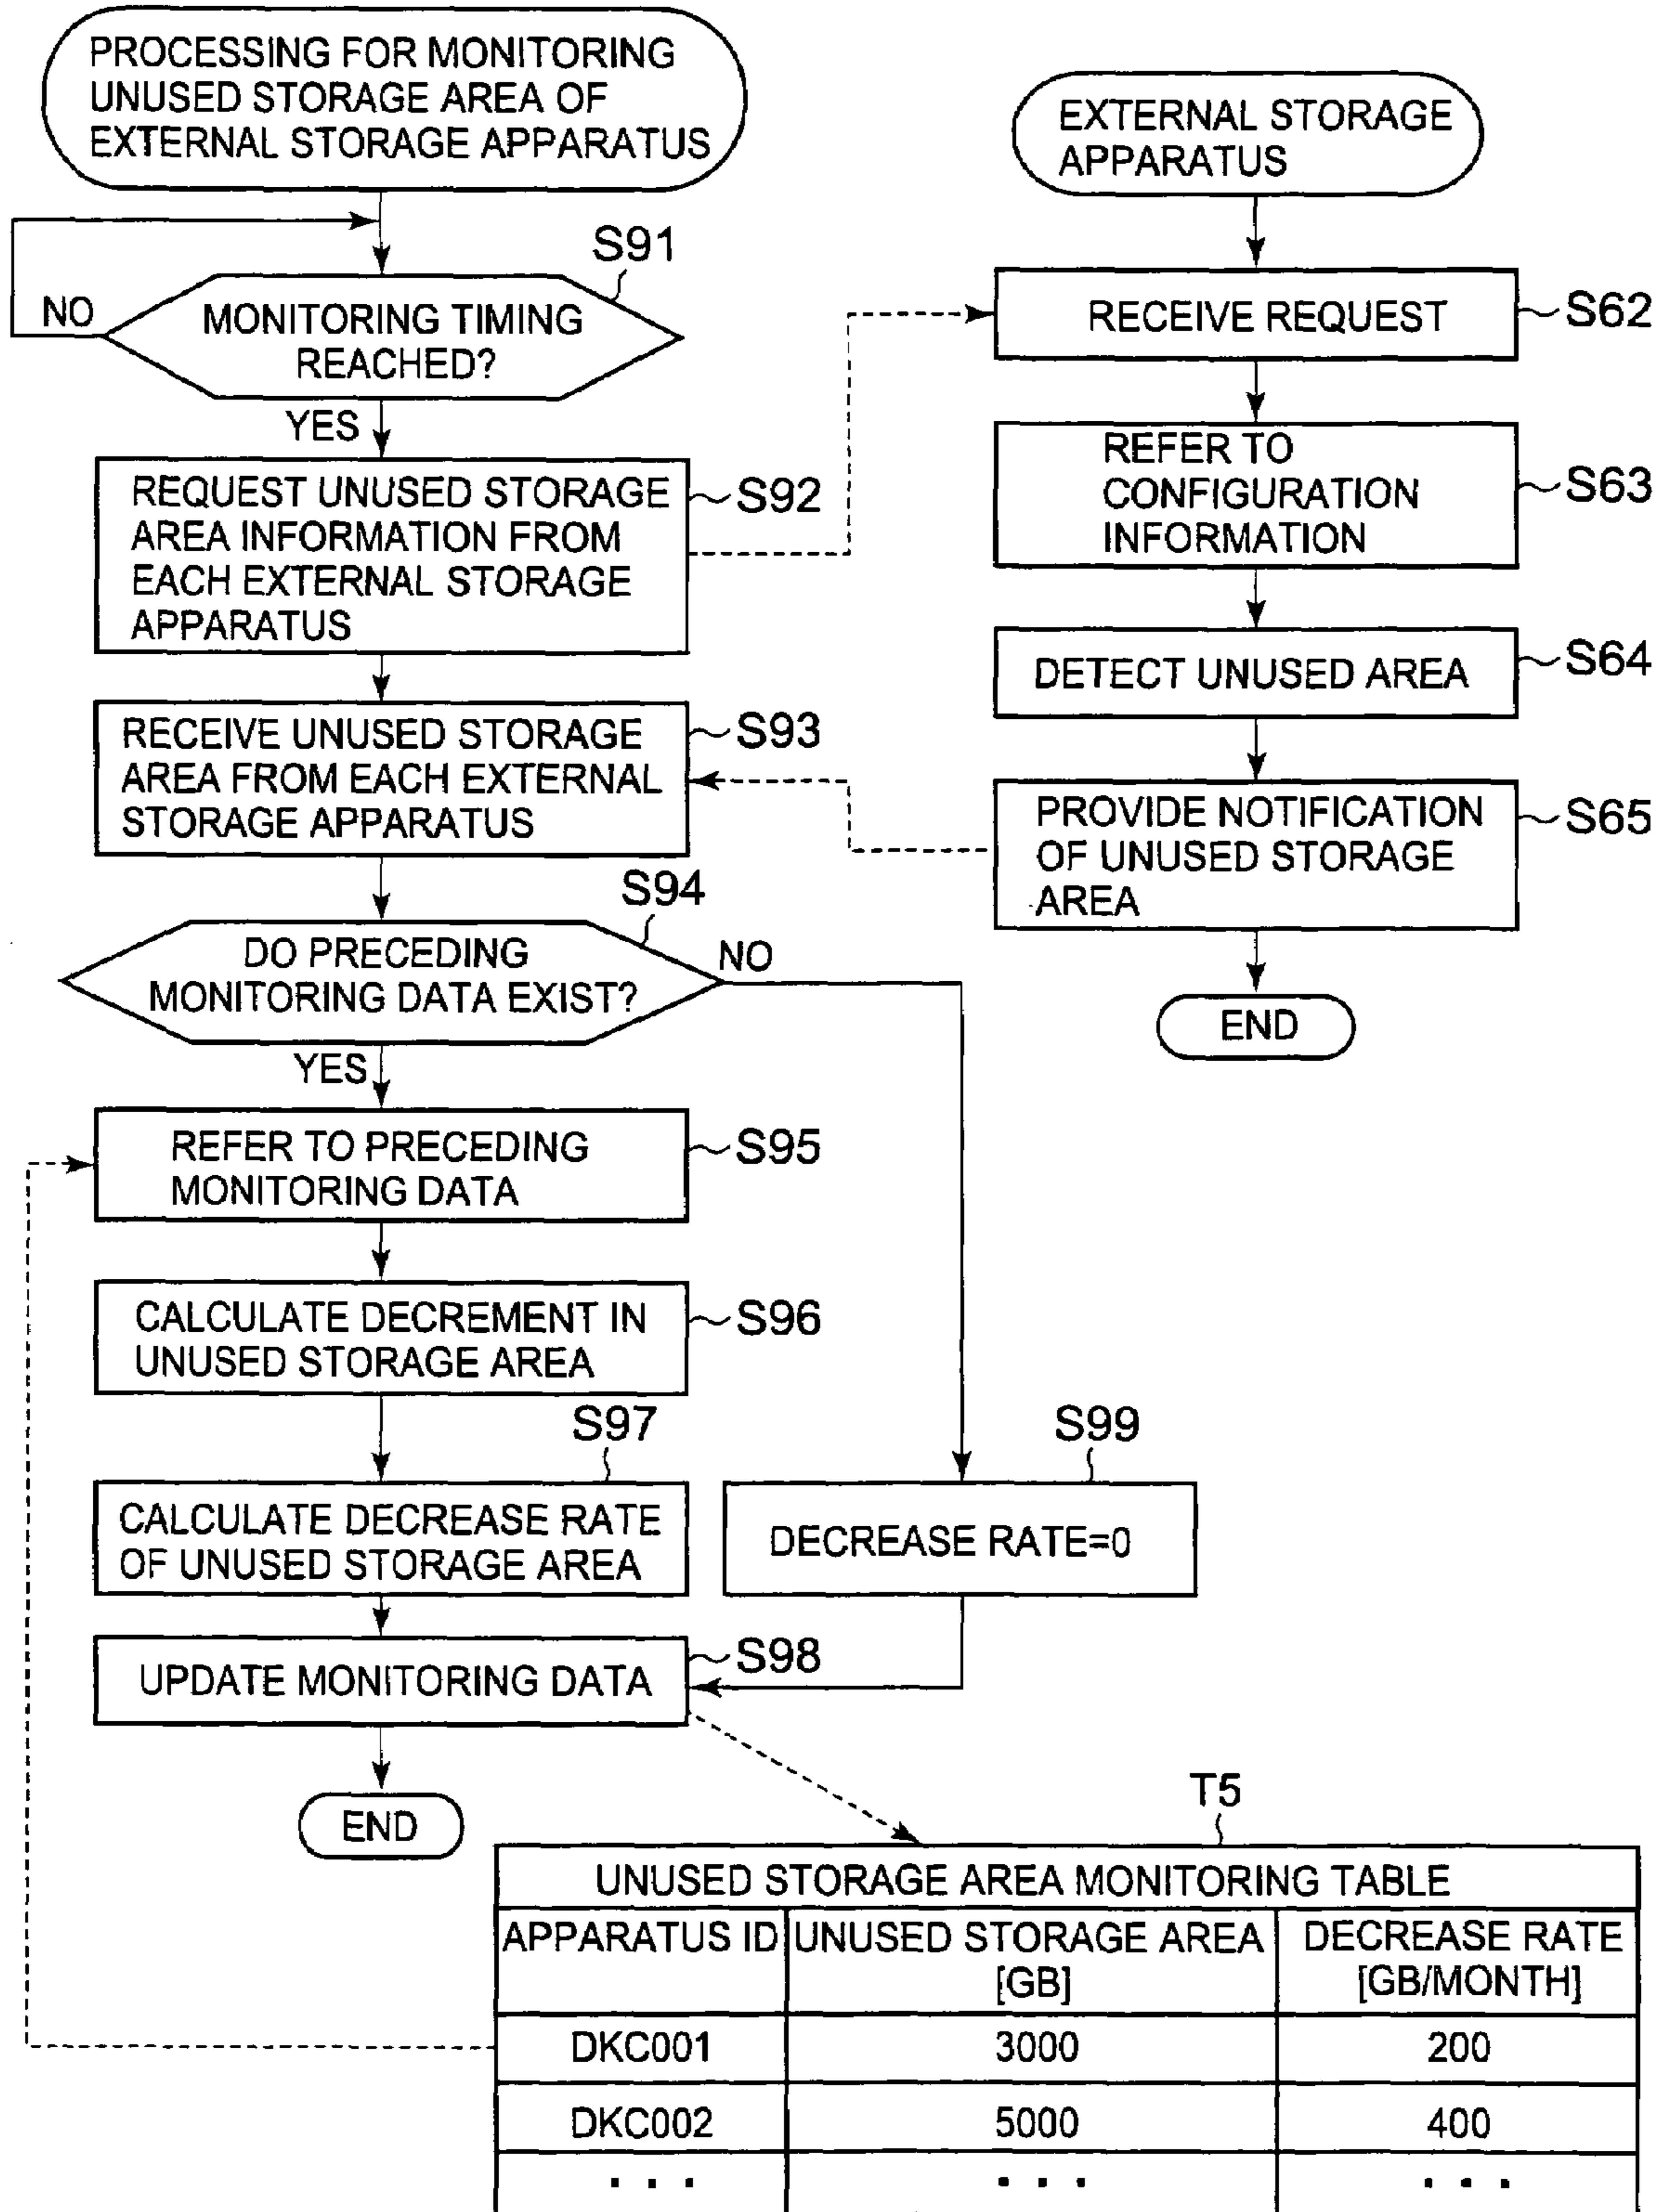 PROCESSING FOR MONITORING
UNUSED STORAGE AREA OF
EXTERNAL STORAGE APPARATUS
S91
NO
MONITORING TIMING
REACHED?
YES
REQUEST UNUSED STORAGE
AREA INFORMATION FROM
EACH EXTERNAL STORAGE
APPARATUS
S92
RECEIVE UNUSED STORAGE
AREA FROM EACH EXTERNAL
STORAGE APPARATUS
S93
S94
DO PRECEDING
MONITORING DATA EXIST?
NO
YES
REFER TO PRECEDING
MONITORING DATA
S95
CALCULATE DECREMENT IN
UNUSED STORAGE AREA
S96
S97
CALCULATE DECREASE RATE
OF UNUSED STORAGE AREA
S99
DECREASE RATE=0
UPDATE MONITORING DATA
S98
END
EXTERNAL STORAGE
APPARATUS
RECEIVE REQUEST
S62
REFER TO
CONFIGURATION
INFORMATION
S63
DETECT UNUSED AREA
S64
PROVIDE NOTIFICATION
OF UNUSED STORAGE
AREA
S65
END
T5
UNUSED STORAGE AREA MONITORING TABLE
APPARATUS ID UNUSED STORAGE AREA [GB] DECREASE RATE [GB/MONTH]
DKC001 3000 200
DKC002 5000 400
... ... ...